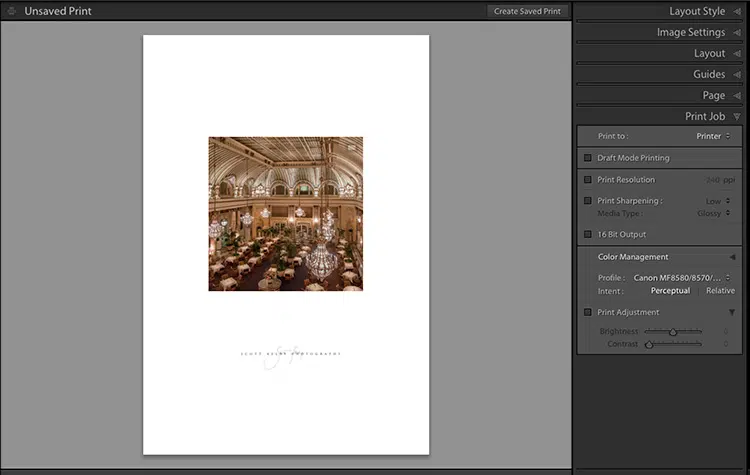 Unsaved Print
Create Saved Print
SCOTT KELBY PHOTOGRAPHY
Layout Style
Image Settings
Layout
Guides
Page
Print Job
Print to : Printer
Draft Mode Printing
Print Resolution 240 ppi
Print Sharpening : Low
Media Type : Glossy
16 Bit Output
Color Management
Profile : Canon MF8580/8570/...
Intent : Perceptual Relative
Print Adjustment
Brightness 0
Contrast 0